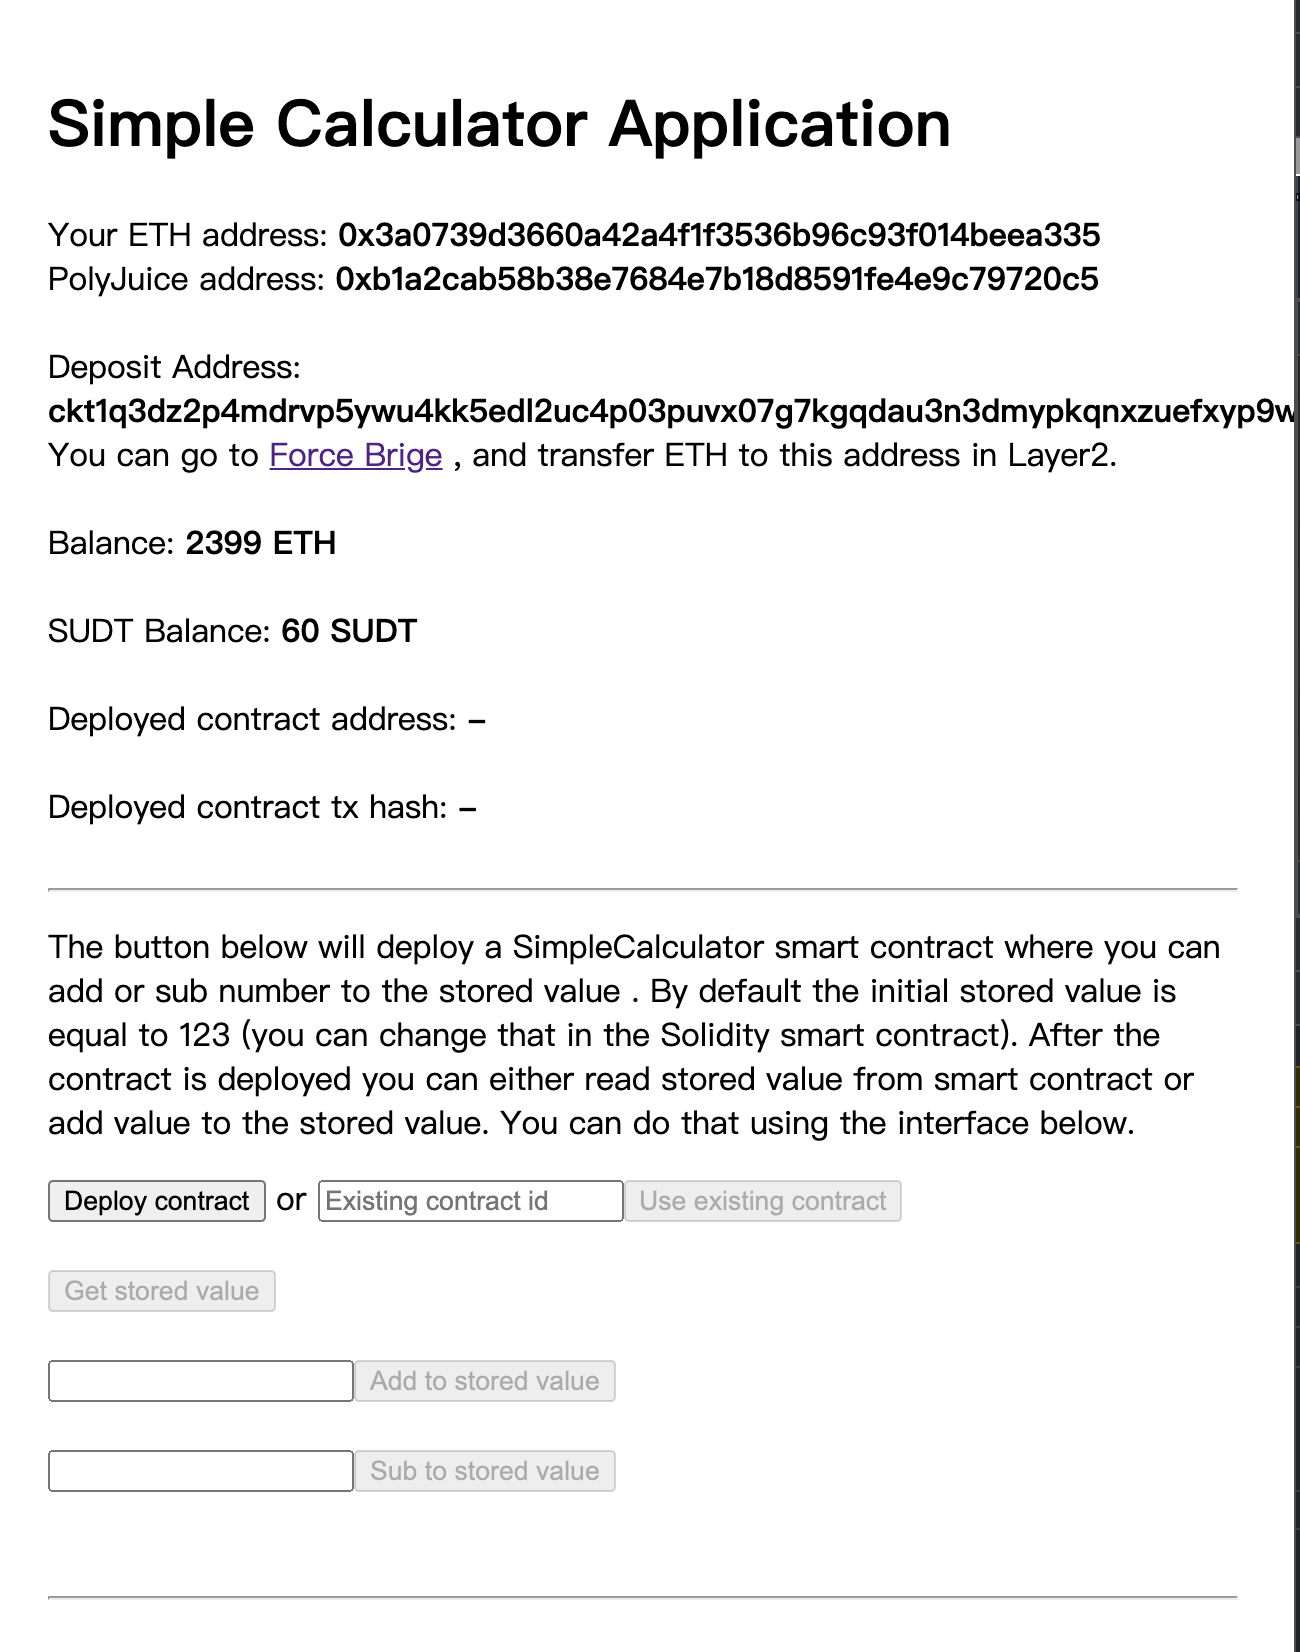 Simple Calculator Application
Your ETH address: 0x3a0739d3660a42a4f1f3536b96c93f014beea335
PolyJuice address: 0xb1a2cab58b38e7684e7b18d8591fe4e9c79720c5
Deposit Address:
ckt1q3dz2p4mdrvp5ywu4kk5edl2uc4p03puvx07g7kgqdau3n3dmypkqnxzuefxyp9w
You can go to Force Brige , and transfer ETH to this address in Layer2.
Balance: 2399 ETH
SUDT Balance: 60 SUDT
Deployed contract address: –
Deployed contract tx hash: –
The button below will deploy a SimpleCalculator smart contract where you can
add or sub number to the stored value . By default the initial stored value is
equal to 123 (you can change that in the Solidity smart contract). After the
contract is deployed you can either read stored value from smart contract or
add value to the stored value. You can do that using the interface below.
Deploy contract or Existing contract id Use existing contract
Get stored value
Add to stored value
Sub to stored value